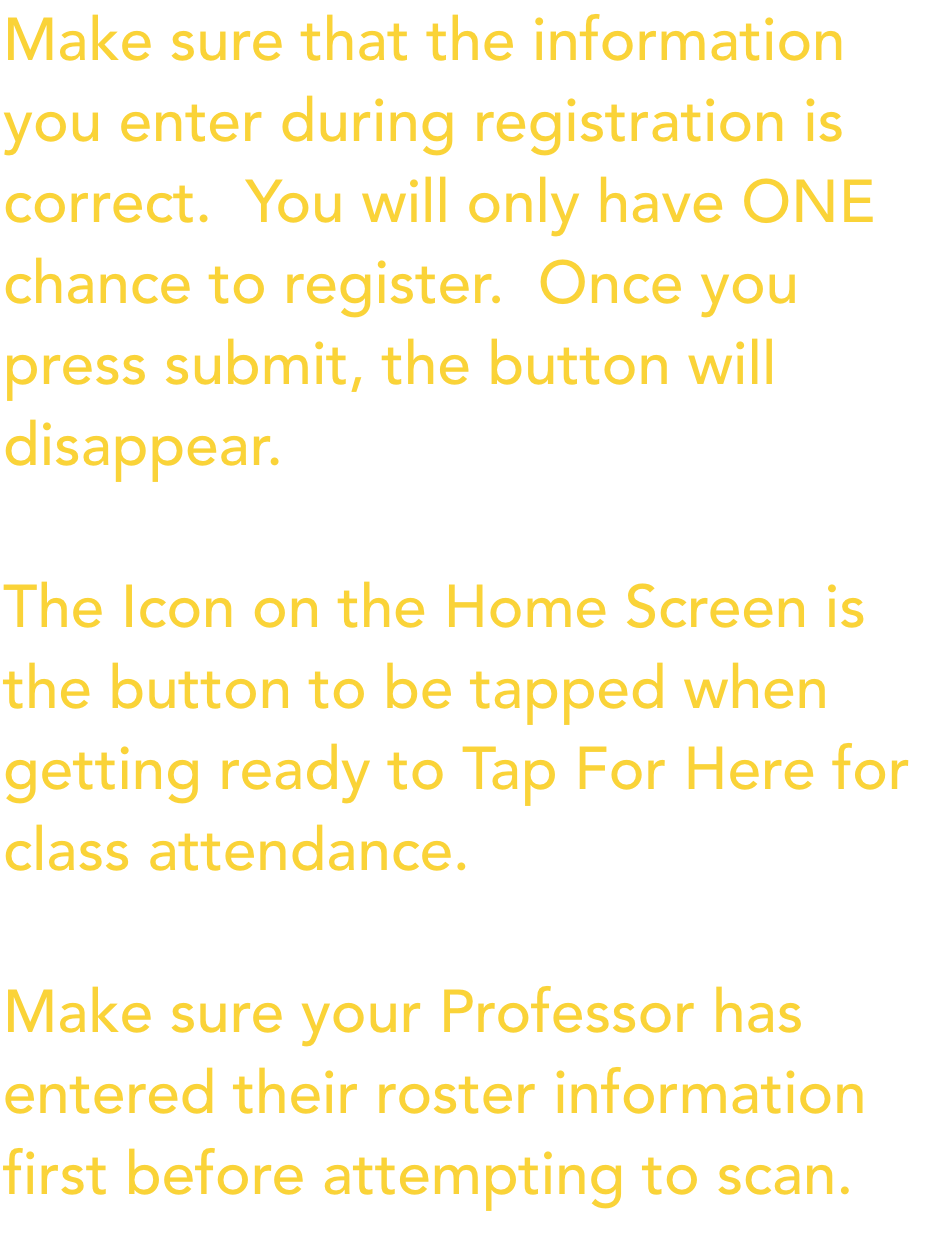 Make sure that the information
you enter during registration is
correct.  You will only have ONE
chance to register.  Once you
press submit, the button will
disappear.
The Icon on the Home Screen is
the button to be tapped when
getting ready to Tap For Here for
class attendance.
Make sure your Professor has
entered their roster information
first before attempting to scan.